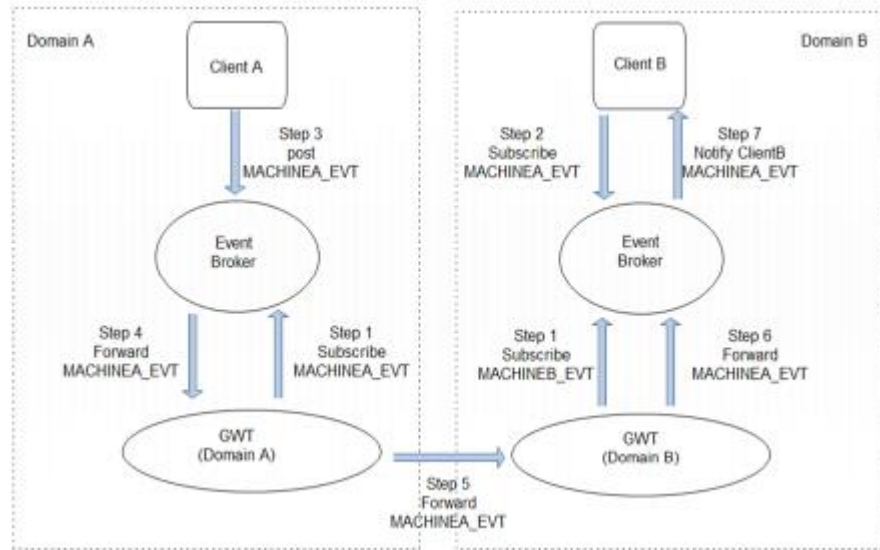 Domain A
Domain B
Client A
Client B
Step 3
post
MACHINEA_EVT
Step 2
Subscribe
MACHINEA_EVT
Step 7
Notify ClientB
MACHINEA_EVT
Event
Broker
Event
Broker
Step 4
Forward
MACHINEA_EVT
Step 1
Subscribe
MACHINEA_EVT
Step 1
Subscribe
MACHINEB_EVT
Step 6
Forward
MACHINEA_EVT
GWT
(Domain A)
GWT
(Domain B)
Step 5
Forward
MACHINEA_EVT